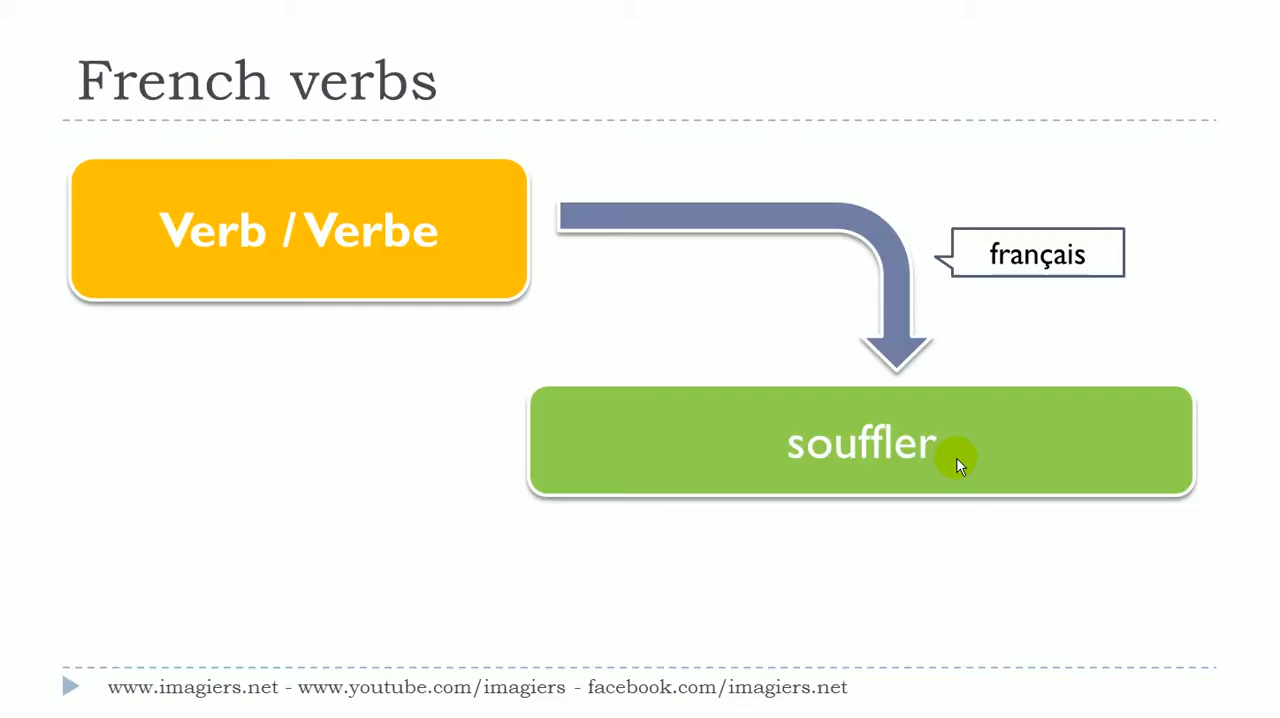 French verbs
Verb / Verbe
français
souffler
www.imagiers.net - www.youtube.com/imagiers - facebook.com/imagiers.net